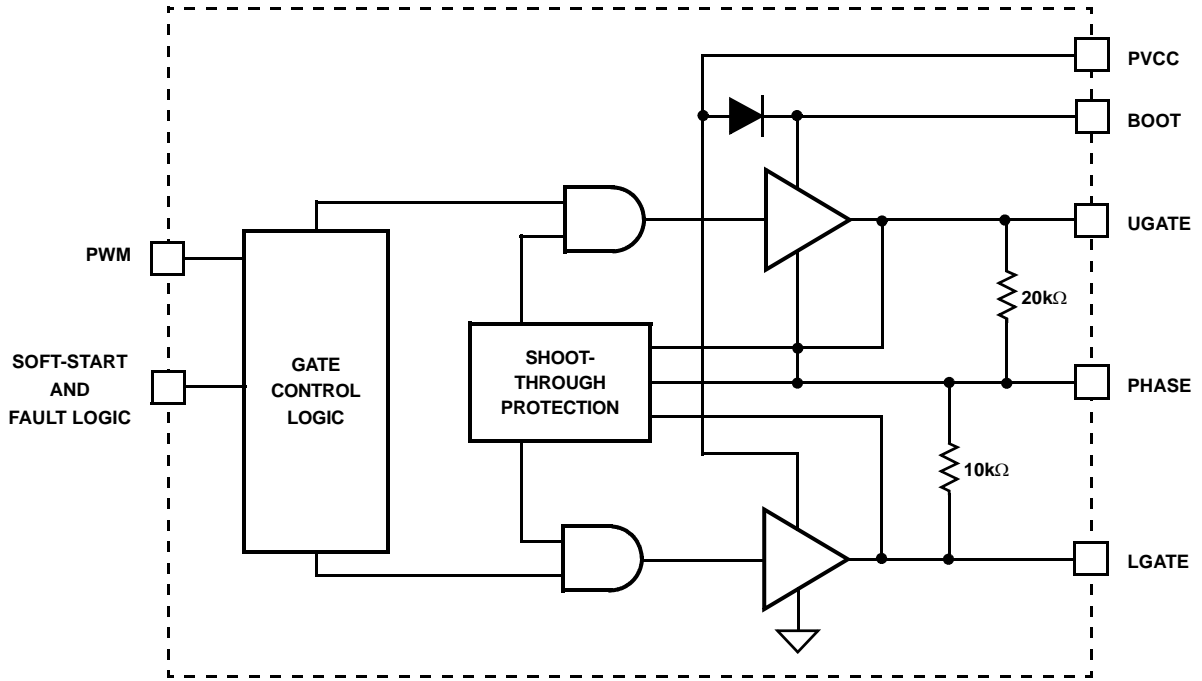 PVCC
BOOT
UGATE
PWM
20kΩ
SOFT-START
AND
FAULT LOGIC
GATE
CONTROL
LOGIC
SHOOT-
THROUGH
PROTECTION
PHASE
10kΩ
LGATE